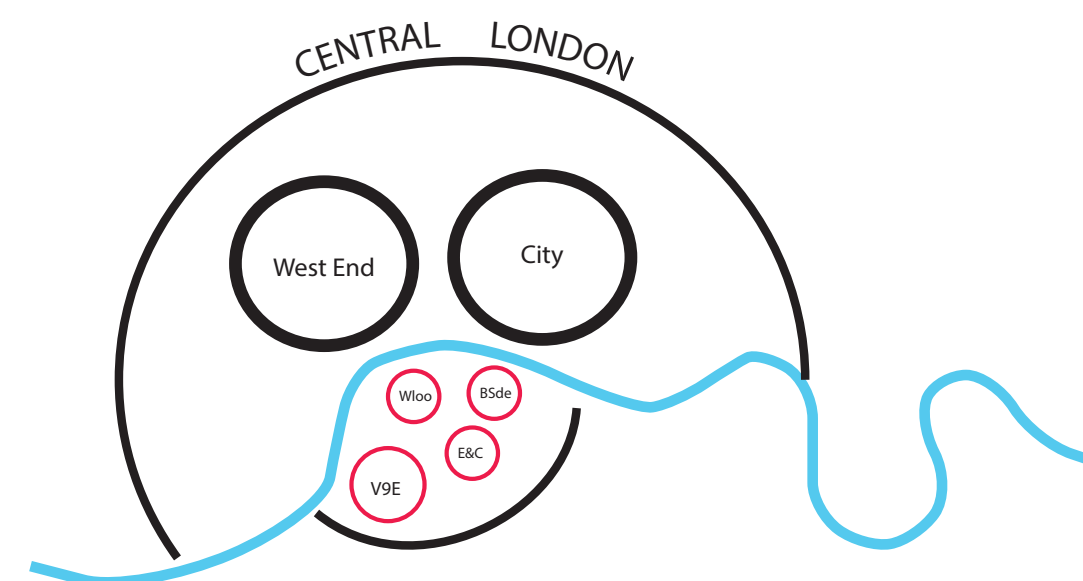 CENTRAL LONDON
West End
City
Wloo
BSde
E&C
V9E